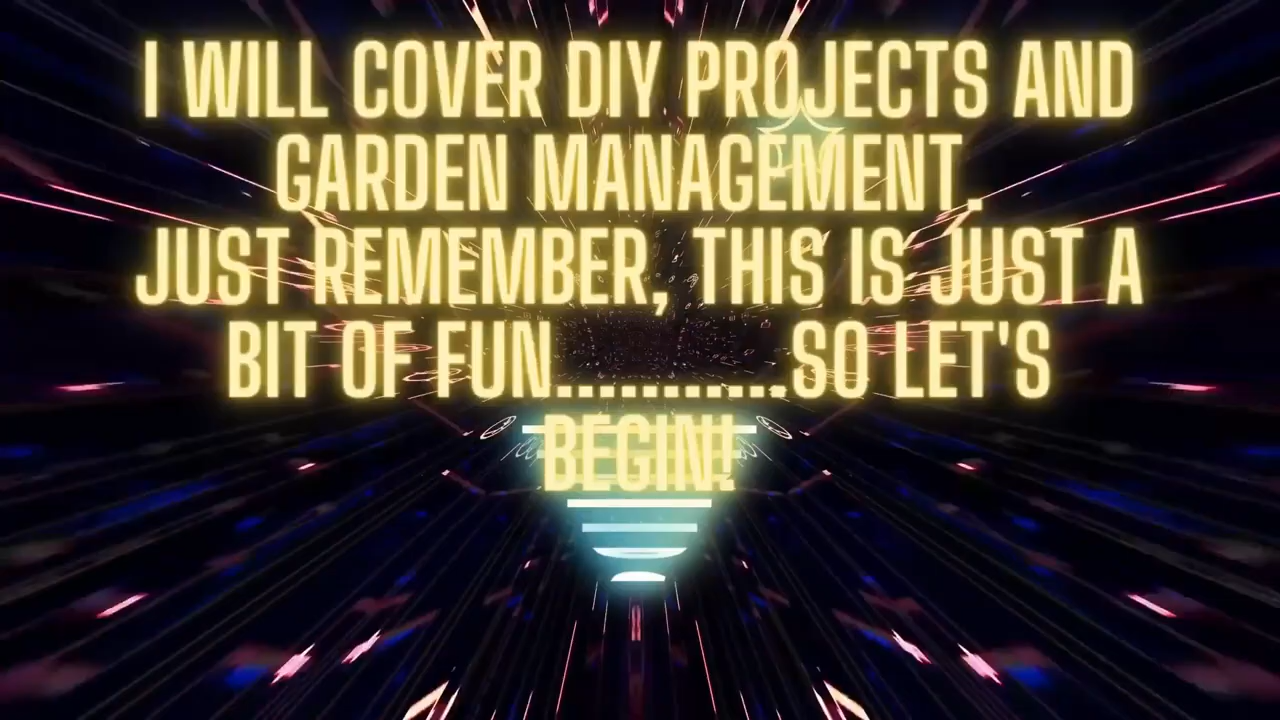 I WILL COVER DIY PROJECTS AND
GARDEN MANAGEMENT.
JUST REMEMBER, THIS IS JUST A
BIT OF FUN...........SO LET'S
BEGIN!